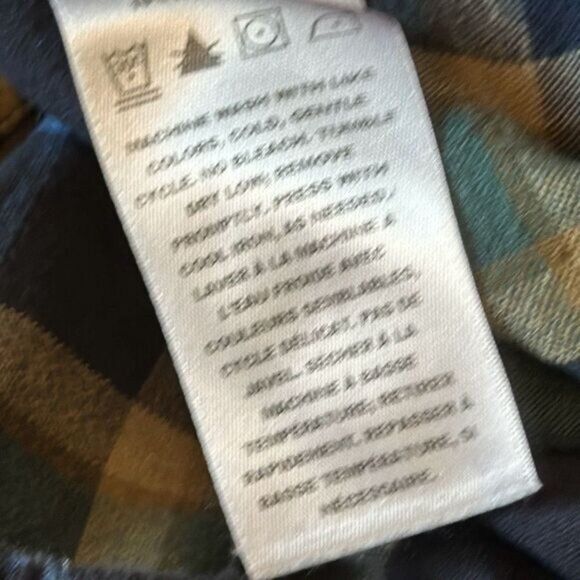 MACHINE WASH WITH LIKE
COLORS, COLD, GENTLE
CYCLE. NO BLEACH. TUMBLE
DRY LOW, REMOVE
PROMPTLY. PRESS WITH
COOL IRON, AS NEEDED./
LAVER À LA MACHINE À
L'EAU FROIDE AVEC
COULEURS SEMBLABLES,
CYCLE DÉLICAT. PAS DE
JAVEL. SÉCHER À LA
MACHINE À BASSE
TEMPÉRATURE, RETIRER
RAPIDEMENT. REPASSER À
BASSE TEMPÉRATURE, SI
NÉCESSAIRE.